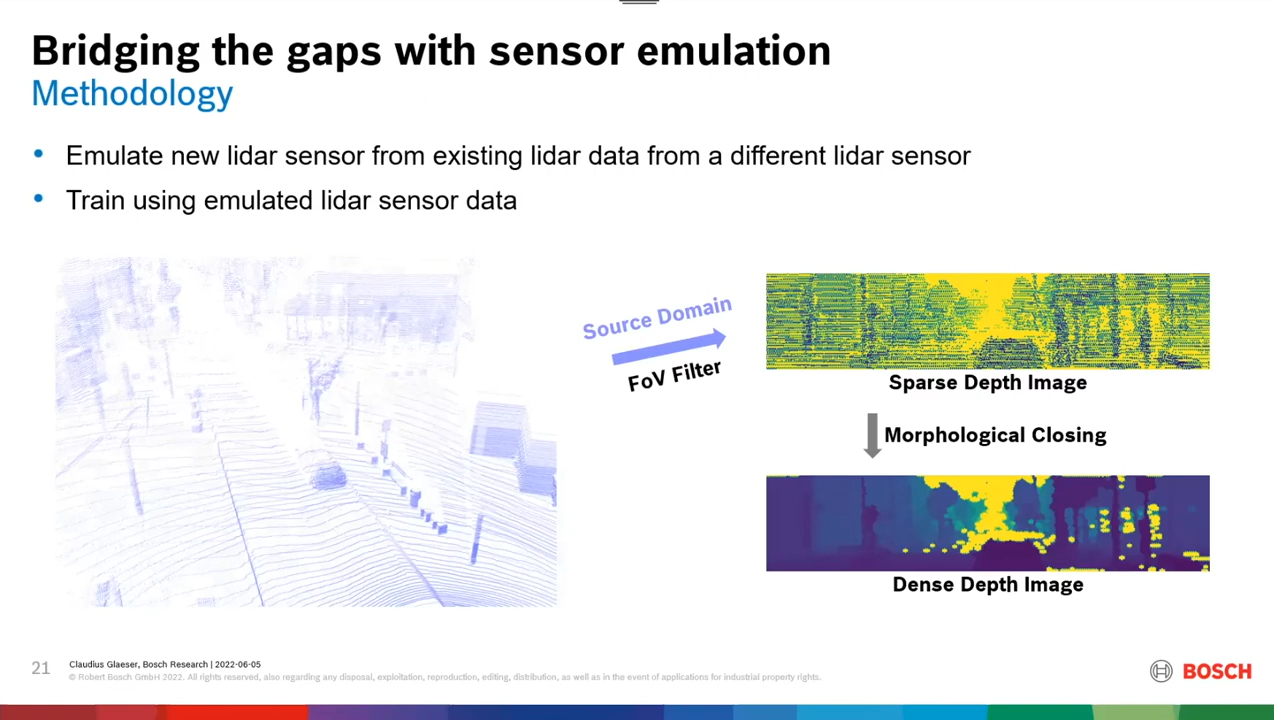 Bridging the gaps with sensor emulation
Methodology
• Emulate new lidar sensor from existing lidar data from a different lidar sensor
• Train using emulated lidar sensor data
Source Domain
FoV Filter
Sparse Depth Image
Morphological Closing
Dense Depth Image
21
Claudius Glaeser, Bosch Research | 2022-06-05
© Robert Bosch GmbH 2022. All rights reserved, also regarding any disposal, exploitation, reproduction, editing, distribution, as well as in the event of applications for industrial property rights.
BOSCH